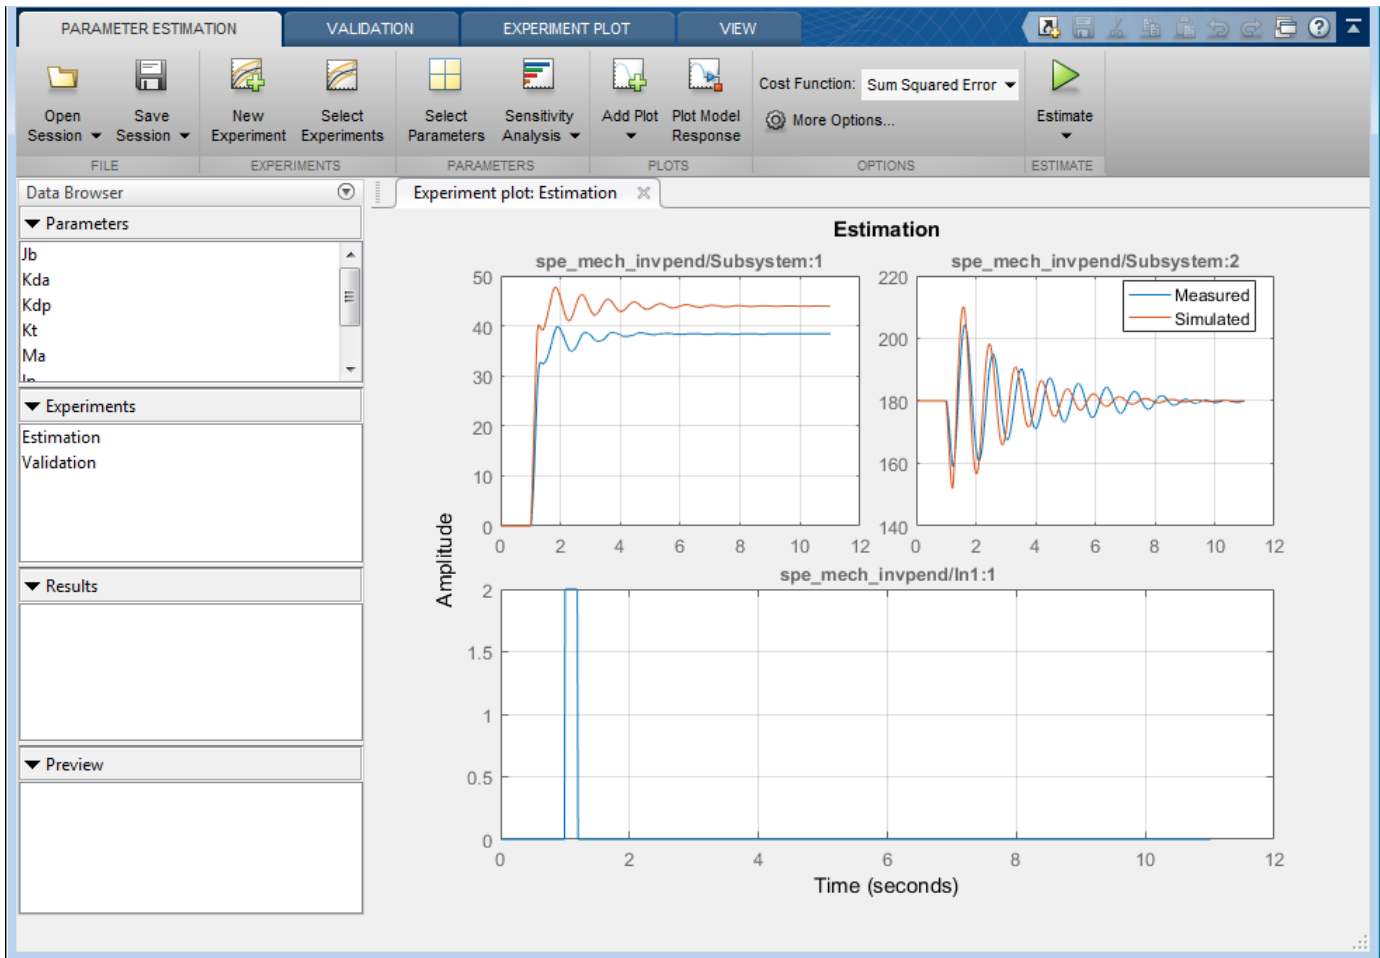 PARAMETER ESTIMATION VALIDATION EXPERIMENT PLOT VIEW
Open Session Save Session New Experiment Select Experiments Select Parameters Sensitivity Analysis Add Plot Plot Model Response Cost Function: Sum Squared Error Estimate
More Options...
FILE EXPERIMENTS PARAMETERS PLOTS OPTIONS ESTIMATE
Data Browser
Parameters
Jb
Kda
Kdp
Kt
Ma
Experiments
Estimation
Validation
Results
Preview
Experiment plot: Estimation
Estimation
spe_mech_invpend/Subsystem:1
50
40
30
20
10
0
0 2 4 6 8 10 12
spe_mech_invpend/Subsystem:2
Measured
Simulated
220
200
180
160
140
0 2 4 6 8 10 12
Amplitude
spe_mech_invpend/In1:1
2
1.5
1
0.5
0
0 2 4 6 8 10 12
Time (seconds)